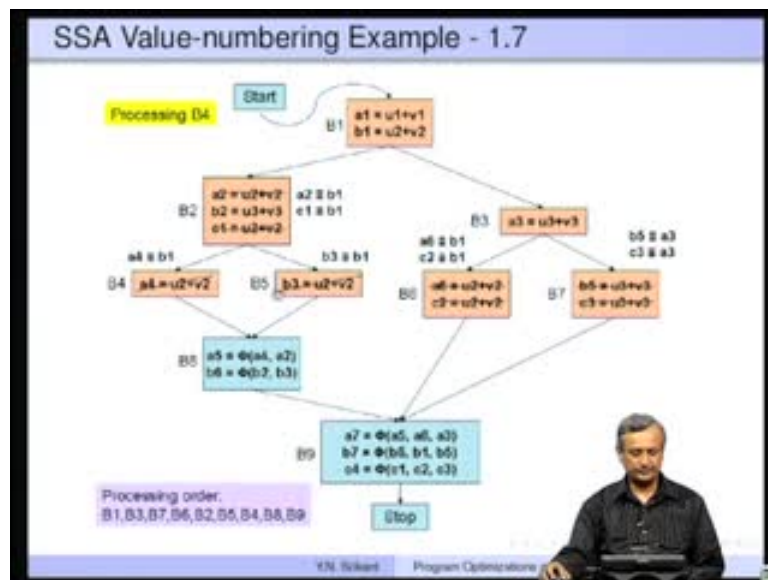 SSA Value-numbering Example - 1.7
Processing B4
Start
B1
a1 = u1+v1
b1 = u2+v2
B2
a2 = u2+v2
b2 = u3+v3
c1 = u2+v2
a2 ≡ b1
c1 ≡ b1
B3
a3 = u3+v3
a4 ≡ b1
b3 ≡ b1
a6 ≡ b1
c2 ≡ b1
b5 ≡ a3
c3 ≡ a3
B4
a4 = u2+v2
B5
b3 = u2+v2
B6
a6 = u2+v2
c2 = u2+v2
B7
b5 = u3+v3
c3 = u3+v3
B8
a5 = Φ(a4, a2)
b6 = Φ(b2, b3)
B9
a7 = Φ(a5, a6, a3)
b7 = Φ(b6, b1, b5)
c4 = Φ(c1, c2, c3)
Processing order:
B1,B3,B7,B6,B2,B5,B4,B8,B9
Stop
Y.N. Srikant
Program Optimizations